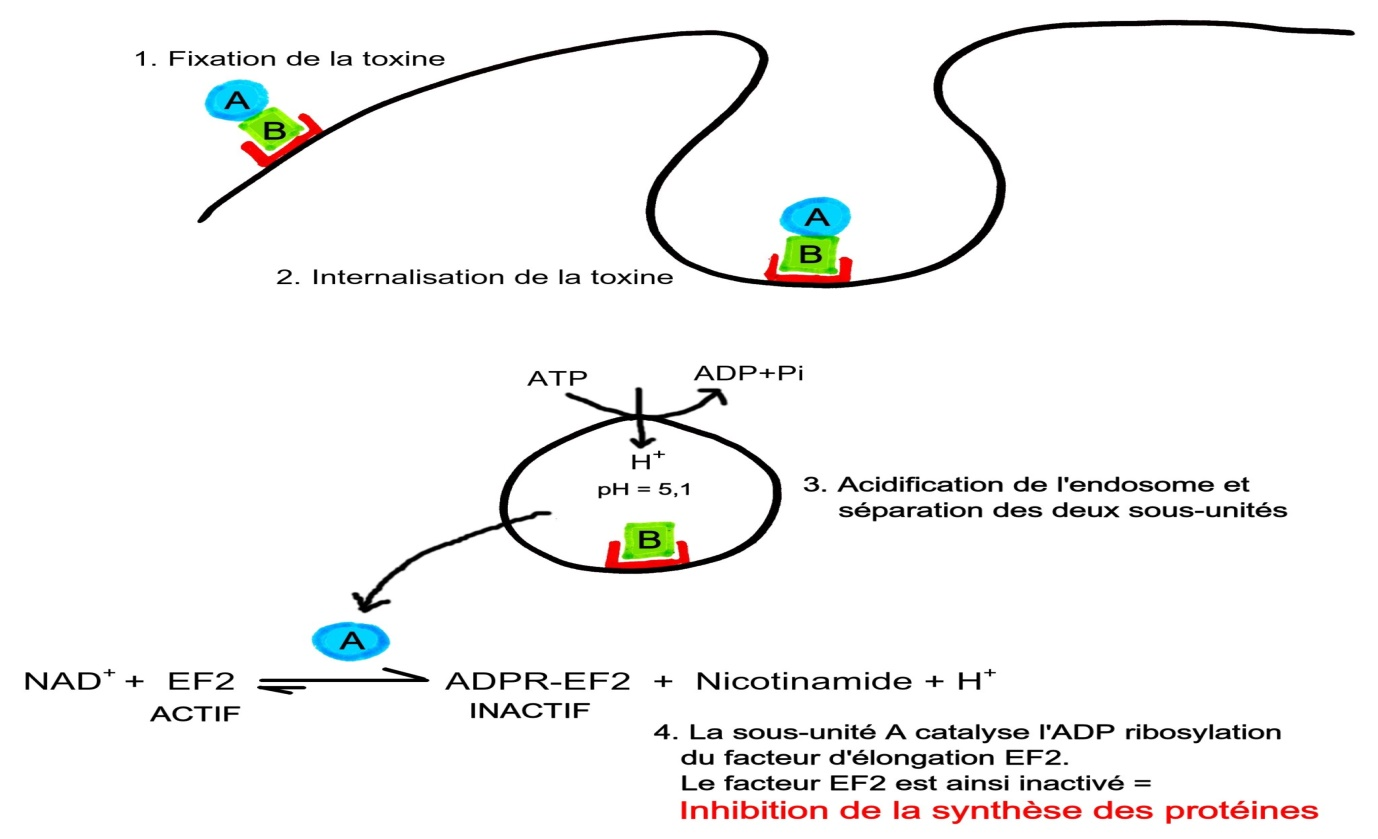 1. Fixation de la toxine
A
B
A
B
2. Internalisation de la toxine
ATP
ADP+Pi
H⁺
pH = 5,1
B
3. Acidification de l'endosome et
séparation des deux sous-unités
A
NAD⁺ + EF2 ADPR-EF2 + Nicotinamide + H⁺
ACTIF INACTIF
4. La sous-unité A catalyse l'ADP ribosylation
du facteur d'élongation EF2.
Le facteur EF2 est ainsi inactivé =
Inhibition de la synthèse des protéines